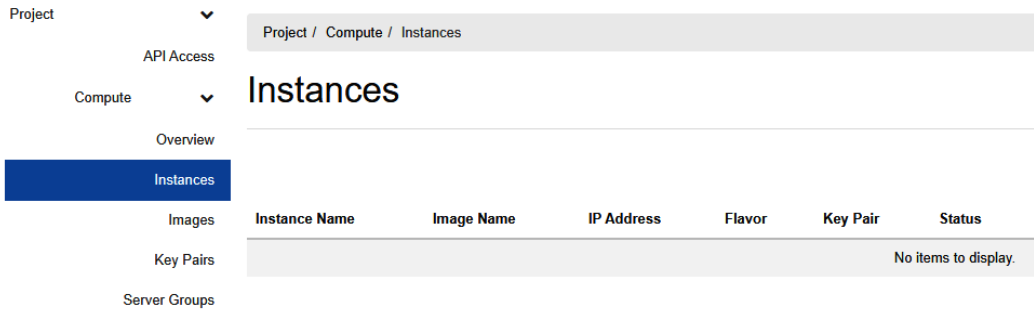 Project
API Access
Compute
Overview
Instances
Images
Key Pairs
Server Groups
Project / Compute / Instances
Instances
Instance Name Image Name IP Address Flavor Key Pair Status
No items to display.